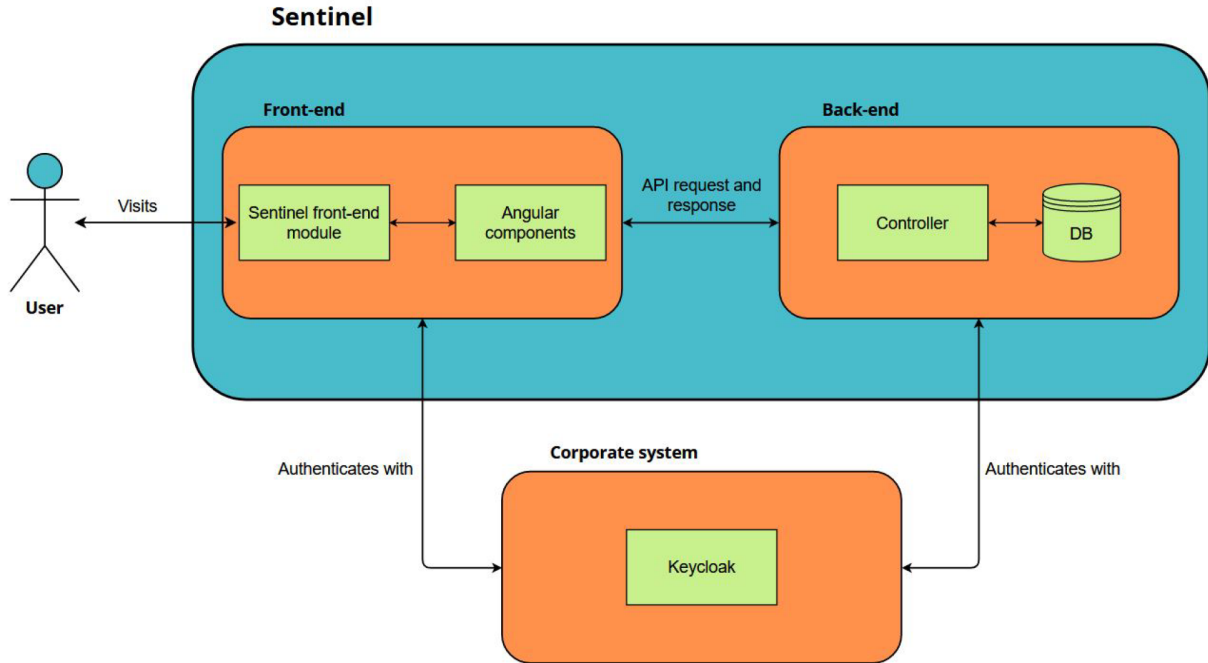 Sentinel
Front-end
Back-end
Visits
Sentinel front-end
module
Angular
components
API request and
response
Controller
DB
User
Authenticates with
Corporate system
Authenticates with
Keycloak